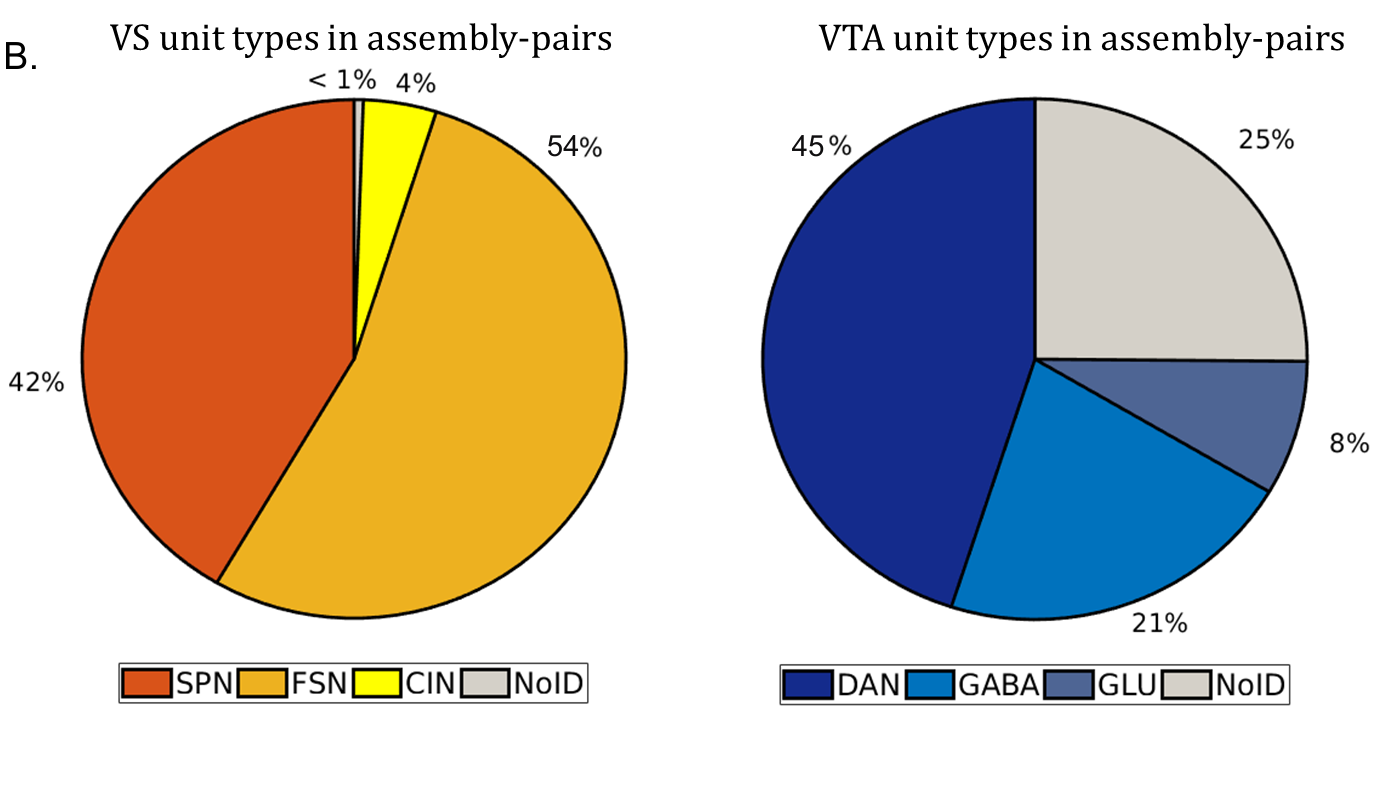 B.
VS unit types in assembly-pairs
< 1%
4%
54%
42%
SPN FSN CIN NoID
VTA unit types in assembly-pairs
45%
25%
8%
21%
DAN GABA GLU NoID